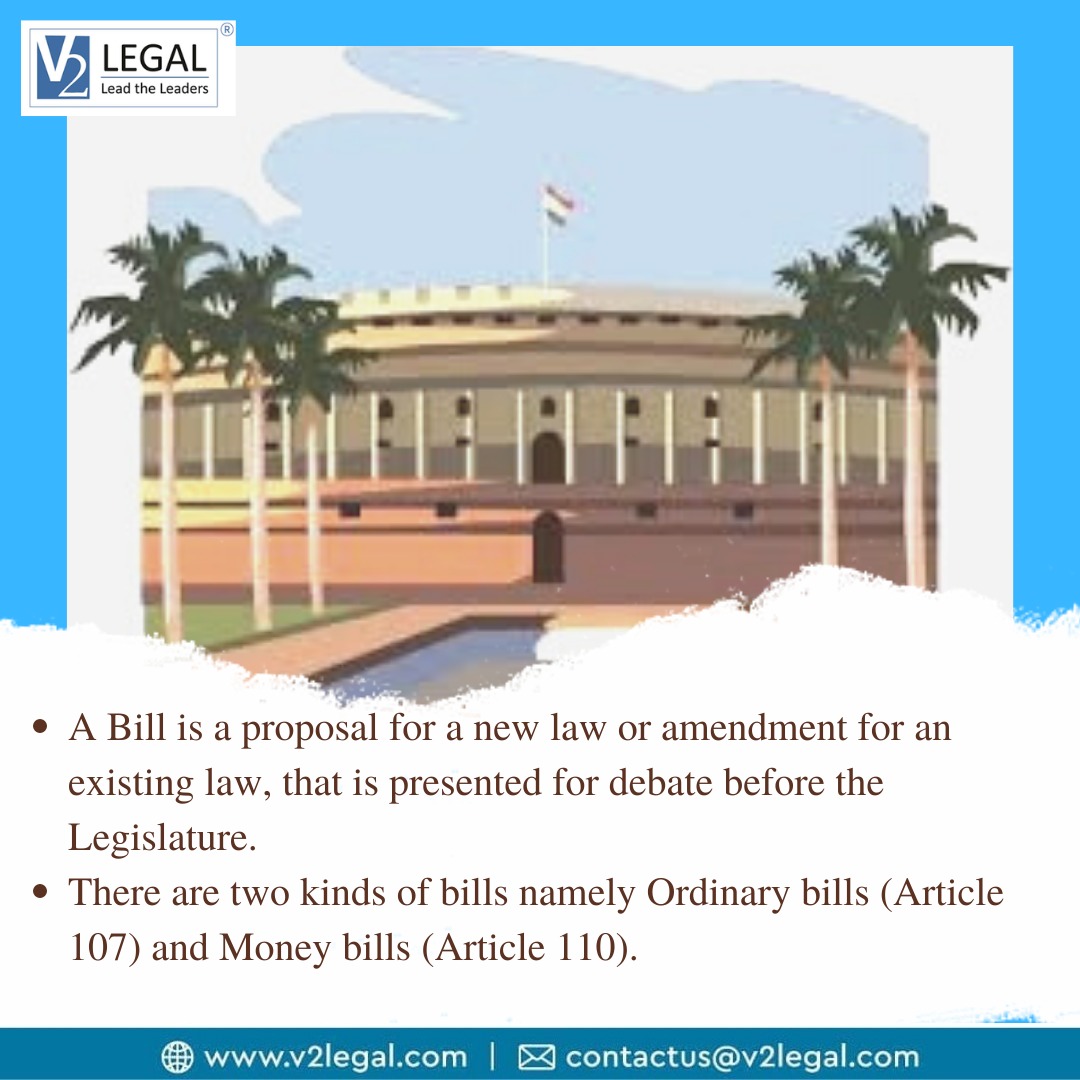 V2 LEGAL ®
Lead the Leaders
• A Bill is a proposal for a new law or amendment for an
existing law, that is presented for debate before the
Legislature.
• There are two kinds of bills namely Ordinary bills (Article
107) and Money bills (Article 110).
www.v2legal.com | contactus@v2legal.com